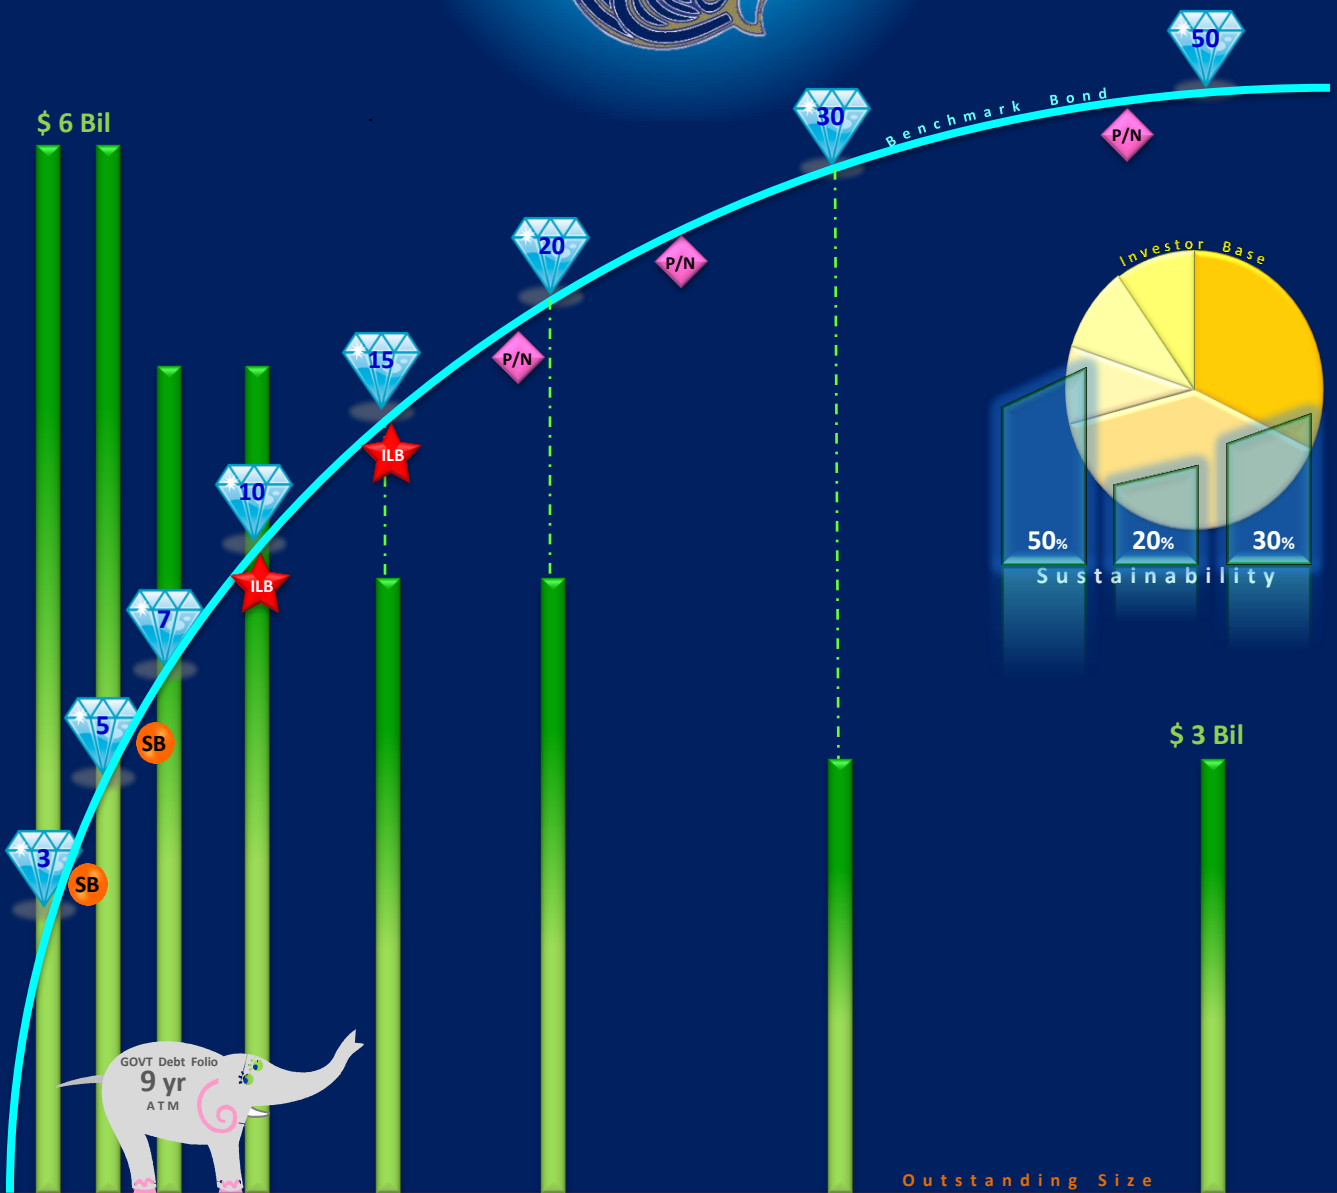 50
$ 6 Bil
30
Benchmark Bond
P/N
20
P/N
Investor Base
15
P/N
ILB
10
50%
20%
30%
Sustainability
ILB
7
5
SB
$ 3 Bil
3
SB
GOVT Debt Folio
9 yr
ATM
Outstanding Size